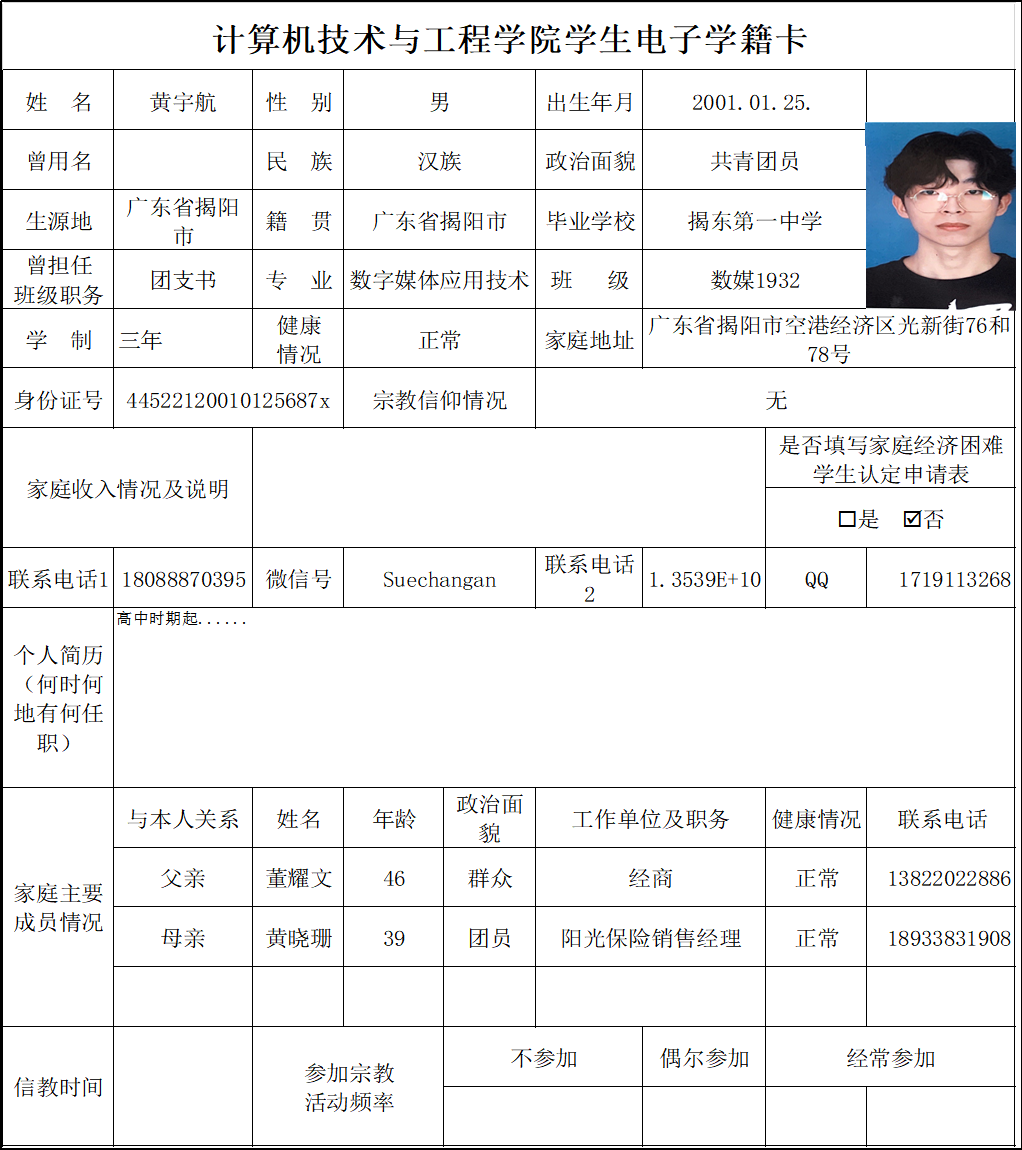 计算机技术与工程学院学生电子学籍卡
姓 名 黄宇航 性 别 男 出生年月 2001.01.25.
曾用名 民 族 汉族 政治面貌 共青团员
生源地 广东省揭阳
市 籍 贯 广东省揭阳市 毕业学校 揭东第一中学
曾担任
班级职务 团支书 专 业 数字媒体应用技术 班 级 数媒1932
学 制 三年 健康
情况 正常 家庭地址 广东省揭阳市空港经济区光新街76和
78号
身份证号 44522120010125687x 宗教信仰情况 无
家庭收入情况及说明 是否填写家庭经济困难
学生认定申请表
☐是 ☑否
联系电话1 18088870395 微信号 Suechangan 联系电话
2 1.3539E+10 QQ 1719113268
个人简历
（何时何
地有何任
职）
高中时期起......
家庭主要
成员情况
与本人关系 姓名 年龄 政治面
貌 工作单位及职务 健康情况 联系电话
父亲 董耀文 46 群众 经商 正常 13822022886
母亲 黄晓珊 39 团员 阳光保险销售经理 正常 18933831908
信教时间 参加宗教
活动频率 不参加 偶尔参加 经常参加